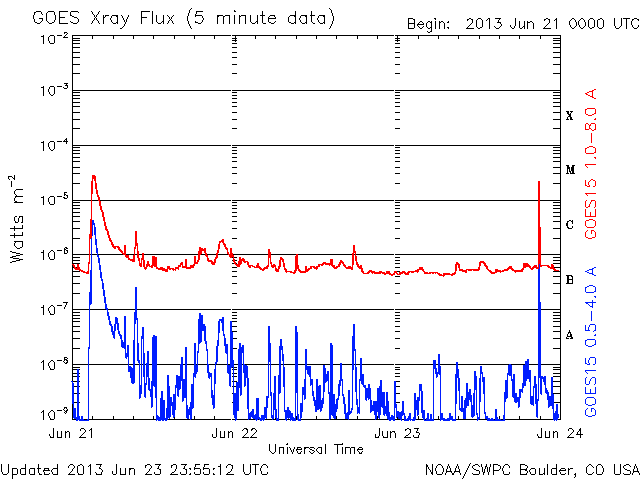 GOES Xray Flux (5 minute data)
Begin: 2013 Jun 21 0000 UTC
10⁻²
10⁻³
10⁻⁴
10⁻⁵
10⁻⁶
10⁻⁷
10⁻⁸
10⁻⁹
Watts m⁻²
X
M
C
B
A
GOES15 1.0–8.0 A
GOES15 0.5–4.0 A
Jun 21
Jun 22
Jun 23
Jun 24
Universal Time
Updated 2013 Jun 23 23:55:12 UTC
NOAA/SWPC Boulder, CO USA